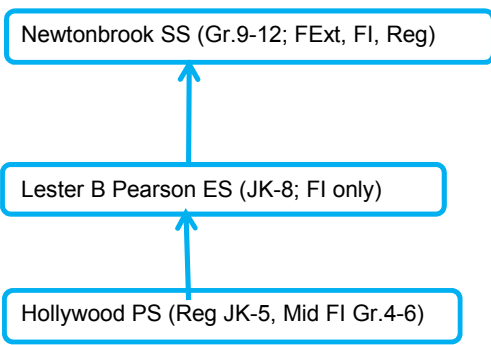 Newtonbrook SS (Gr.9-12; FExt, FI, Reg)
Lester B Pearson ES (JK-8; FI only)
Hollywood PS (Reg JK-5, Mid FI Gr.4-6)